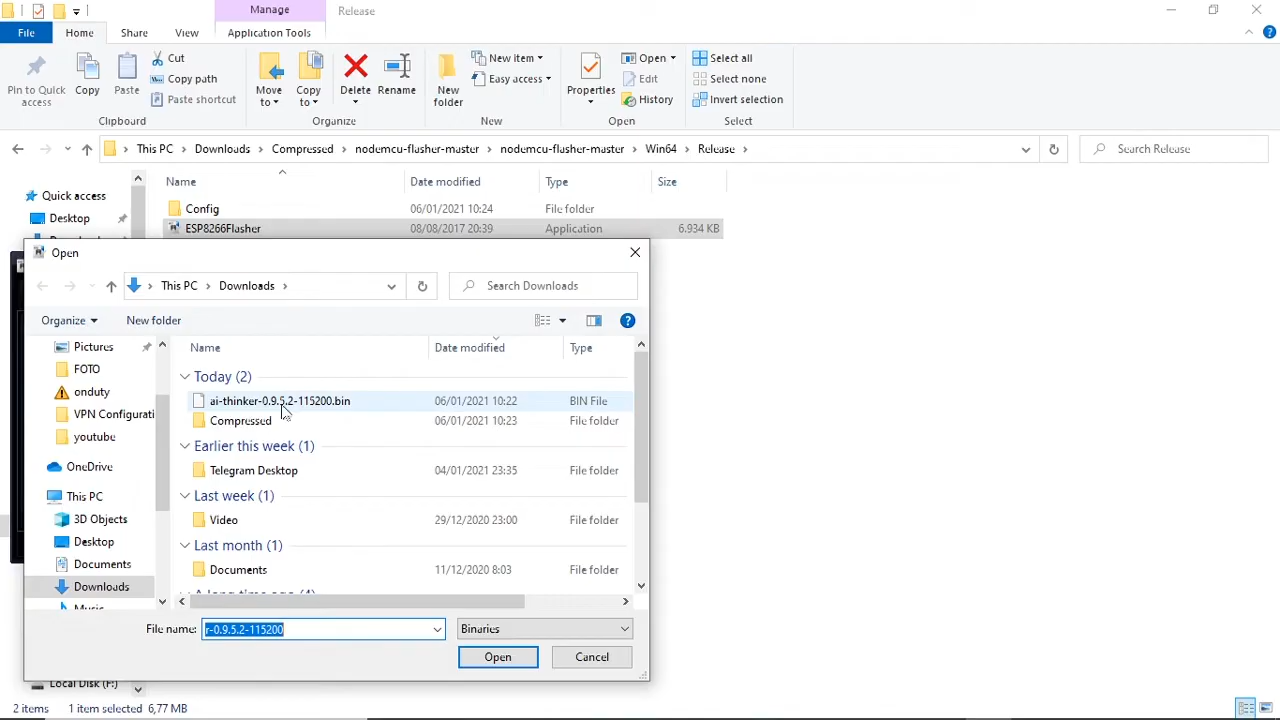 Manage
Release
File
Home
Share
View
Application Tools
Pin to Quick access
Copy
Paste
Cut
Copy path
Paste shortcut
Clipboard
Move to
Copy to
Delete
Rename
Organize
New folder
New item
Easy access
New
Properties
Open
Edit
History
Open
Select all
Select none
Invert selection
Select
This PC
Downloads
Compressed
nodemcu-flasher-master
nodemcu-flasher-master
Win64
Release
Search Release
Quick access
Desktop
Name
Date modified
Type
Size
Config
06/01/2021 10:24
File folder
ESP8266Flasher
08/08/2017 20:39
Application
6.934 KB
Open
This PC
Downloads
Search Downloads
Organize
New folder
Pictures
FOTO
onduty
VPN Configurati
youtube
OneDrive
This PC
3D Objects
Desktop
Documents
Downloads
Music
Name
Date modified
Type
Today (2)
ai-thinker-0.9.5.2-115200.bin
06/01/2021 10:22
BIN File
Compressed
06/01/2021 10:23
File folder
Earlier this week (1)
Telegram Desktop
04/01/2021 23:35
File folder
Last week (1)
Video
29/12/2020 23:00
File folder
Last month (1)
Documents
11/12/2020 8:03
File folder
A long time ago (4)
File name:
r-0.9.5.2-115200
Binaries
Open
Cancel
Local Disk (F:)
2 items
1 item selected 6,77 MB